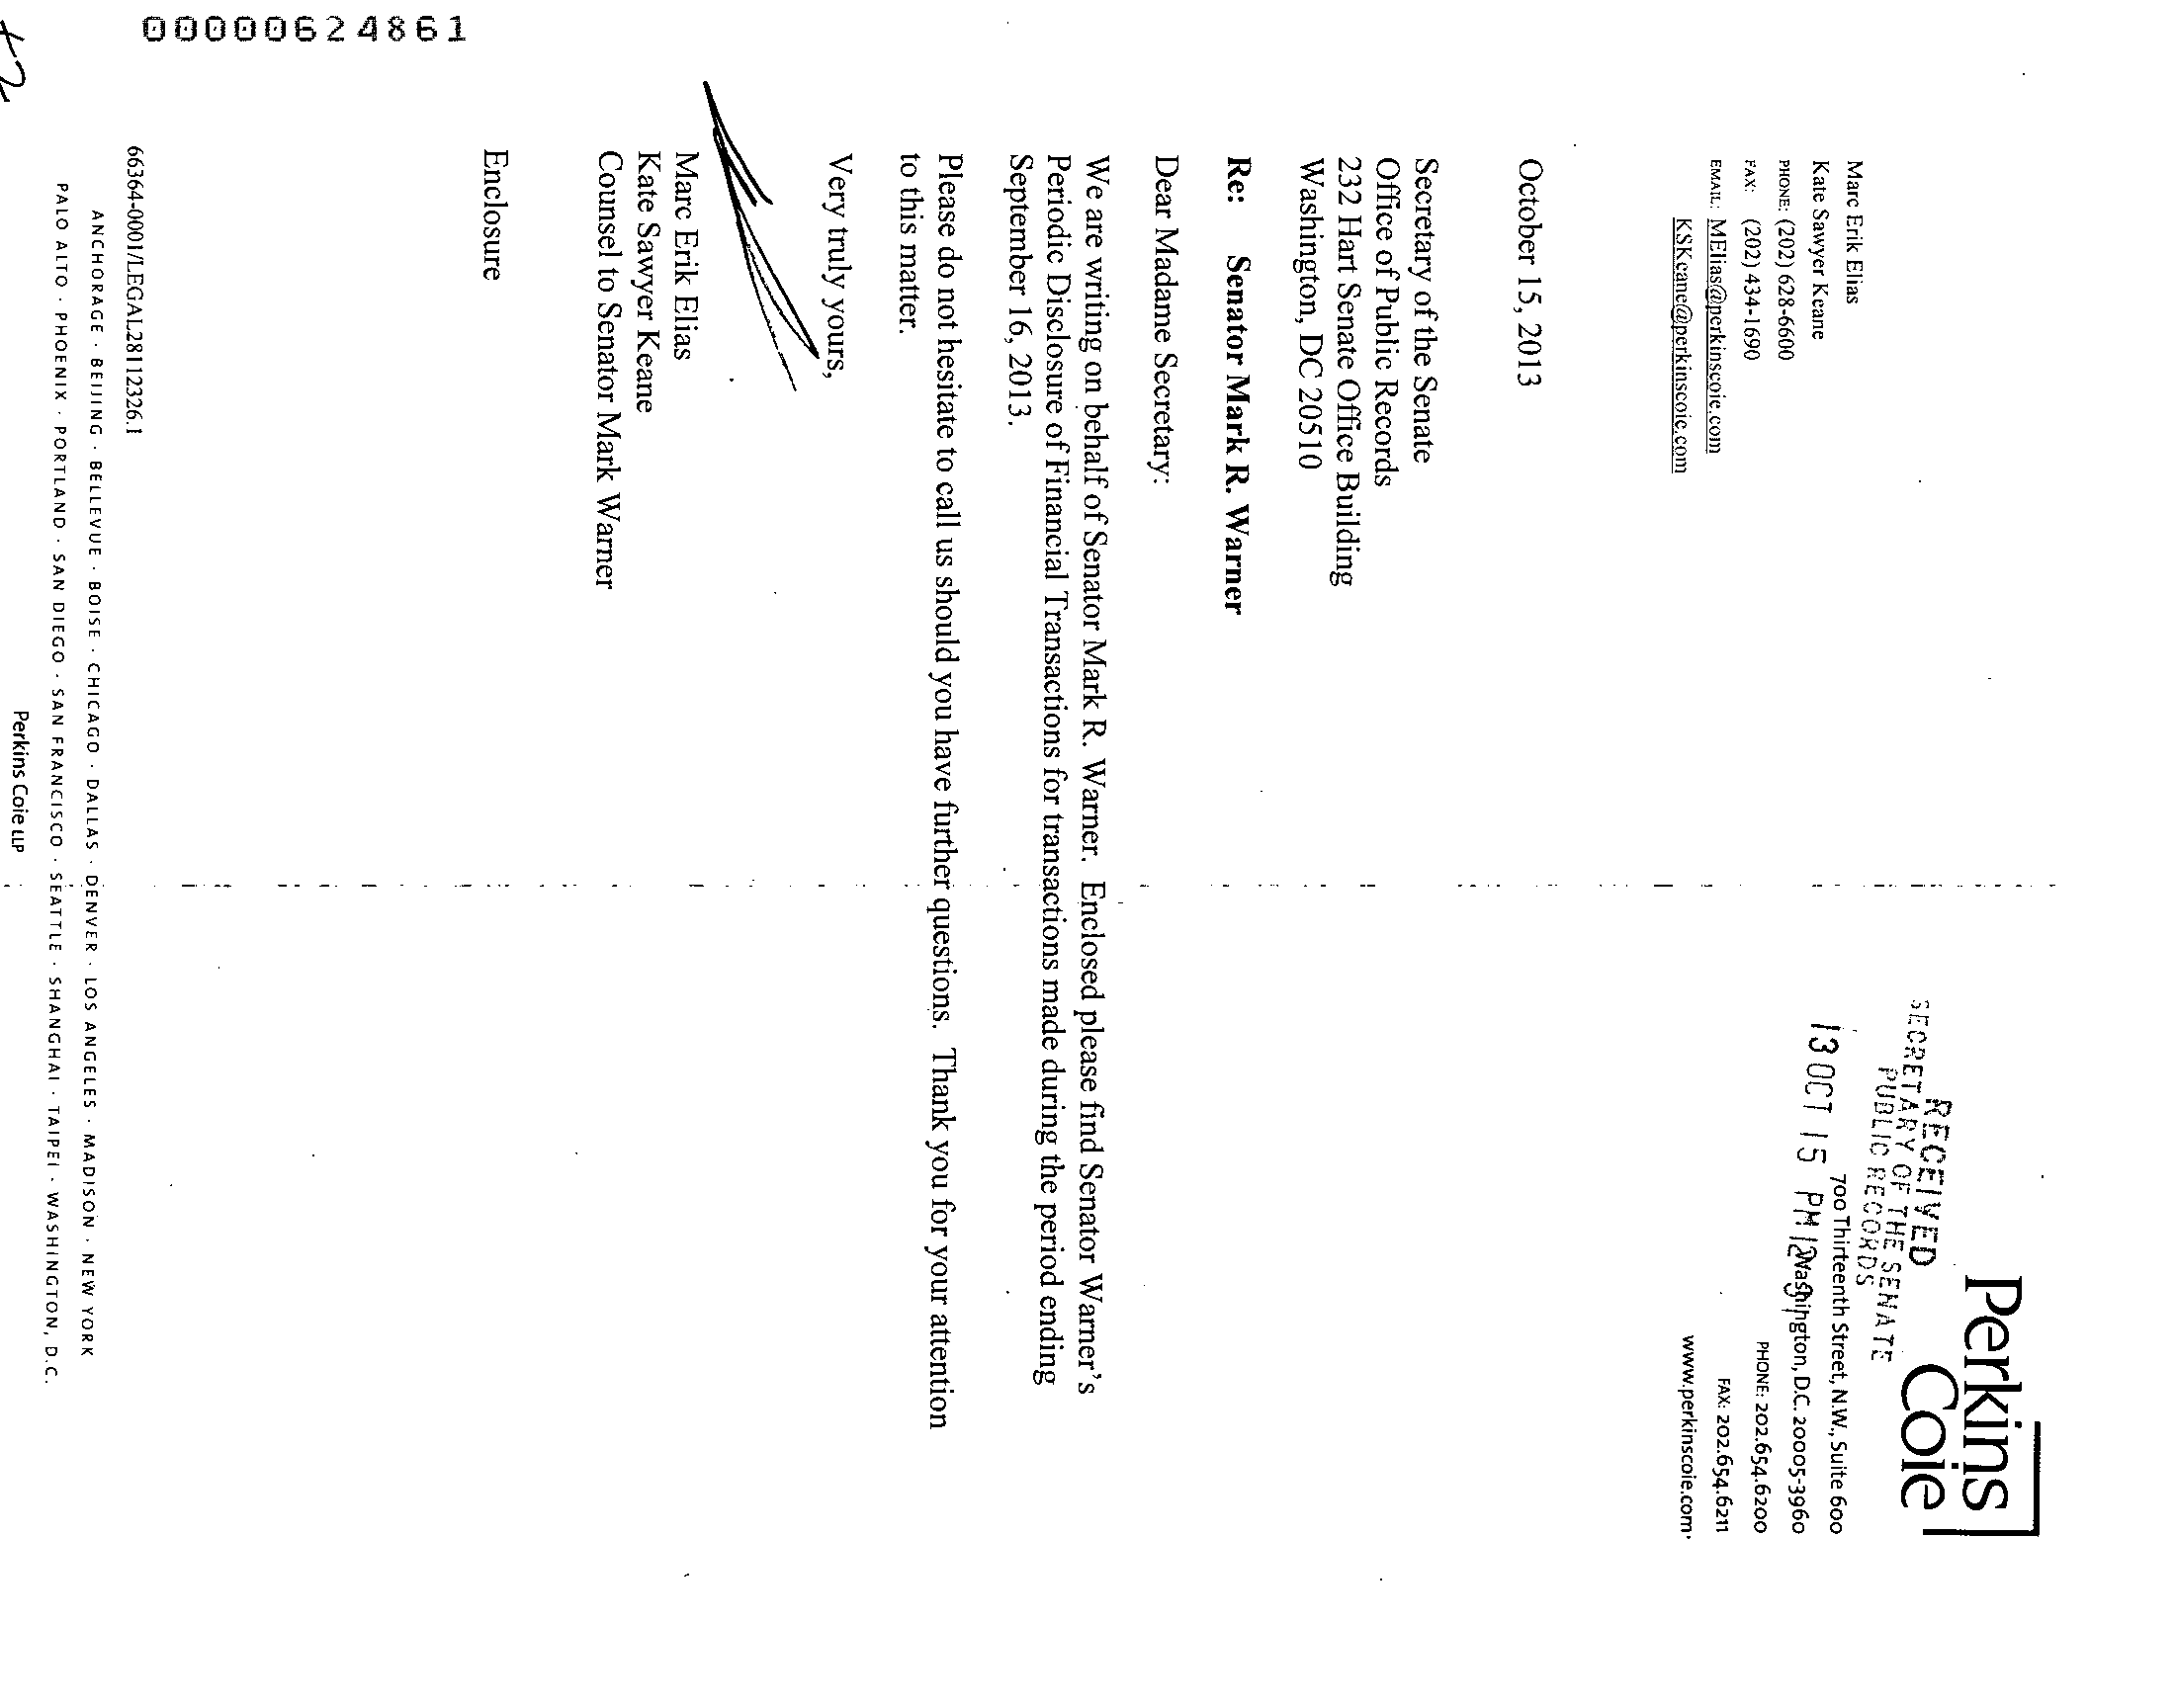 Perkins
Coie
RECEIVED
SECRETARY OF THE SENATE
PUBLIC RECORDS
13 OCT 15 PM 12
Marc Erik Elias
Kate Sawyer Keane
PHONE: (202) 628-6600
FAX: (202) 434-1690
EMAIL: MElias@perkinscoie.com
KSKeane@perkinscoie.com
700 Thirteenth Street, N.W., Suite 600
Washington, D.C. 20005-3960
PHONE: 202.654.6200
FAX: 202.654.6211
www.perkinscoie.com
October 15, 2013
Secretary of the Senate
Office of Public Records
232 Hart Senate Office Building
Washington, DC 20510
Re: Senator Mark R. Warner
Dear Madame Secretary:
We are writing on behalf of Senator Mark R. Warner. Enclosed please find Senator Warner's
Periodic Disclosure of Financial Transactions for transactions made during the period ending
September 16, 2013.
Please do not hesitate to call us should you have further questions. Thank you for your attention
to this matter.
Very truly yours,
Marc Erik Elias
Kate Sawyer Keane
Counsel to Senator Mark Warner
Enclosure
66364-0001/LEGAL28112326.1
ANCHORAGE · BEIJING · BELLEVUE · BOISE · CHICAGO · DALLAS · DENVER · LOS ANGELES · MADISON · NEW YORK
PALO ALTO · PHOENIX · PORTLAND · SAN DIEGO · SAN FRANCISCO · SEATTLE · SHANGHAI · TAIPEI · WASHINGTON, D.C.
Perkins Coie LLP
00000624861